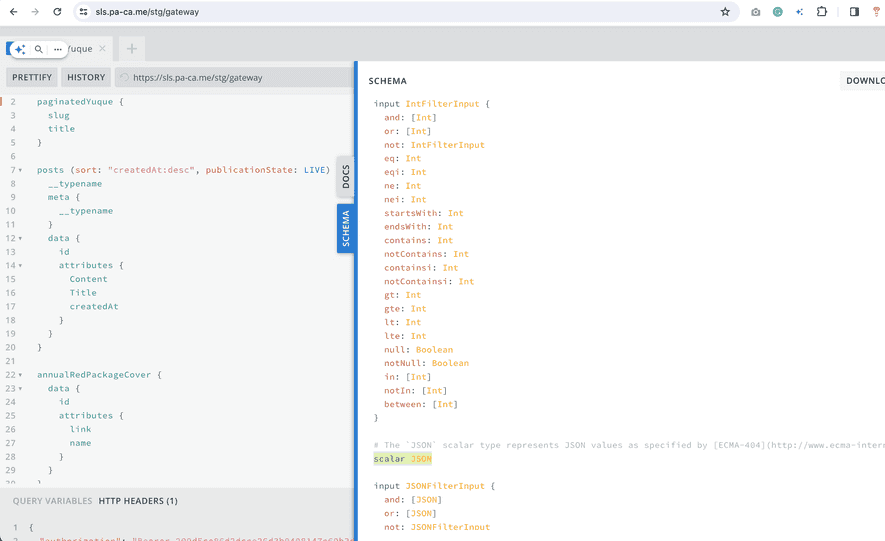 sls.pa-ca.me/stg/gateway
PRETTIFY
HISTORY
https://sls.pa-ca.me/stg/gateway
2 paginatedYuque {
3 slug
4 title
5 }
6
7 posts (sort: "createdAt:desc", publicationState: LIVE)
8 __typename
9 meta {
10 __typename
11 }
12 data {
13 id
14 attributes {
15 Content
16 Title
17 createdAt
18 }
19 }
20 }
21
22 annualRedPackageCover {
23 data {
24 id
25 attributes {
26 link
27 name
28 }
29 }
30 }
QUERY VARIABLES HTTP HEADERS (1)
1 {
DOCS
SCHEMA
SCHEMA
input IntFilterInput {
and: [Int]
or: [Int]
not: IntFilterInput
eq: Int
eqi: Int
ne: Int
nei: Int
startsWith: Int
endsWith: Int
contains: Int
notContains: Int
containsi: Int
notContainsi: Int
gt: Int
gte: Int
lt: Int
lte: Int
null: Boolean
notNull: Boolean
in: [Int]
notIn: [Int]
between: [Int]
}
# The `JSON` scalar type represents JSON values as specified by [ECMA-404](http://www.ecma-inter
scalar JSON
input JSONFilterInput {
and: [JSON]
or: [JSON]
not: JSONFilterInput